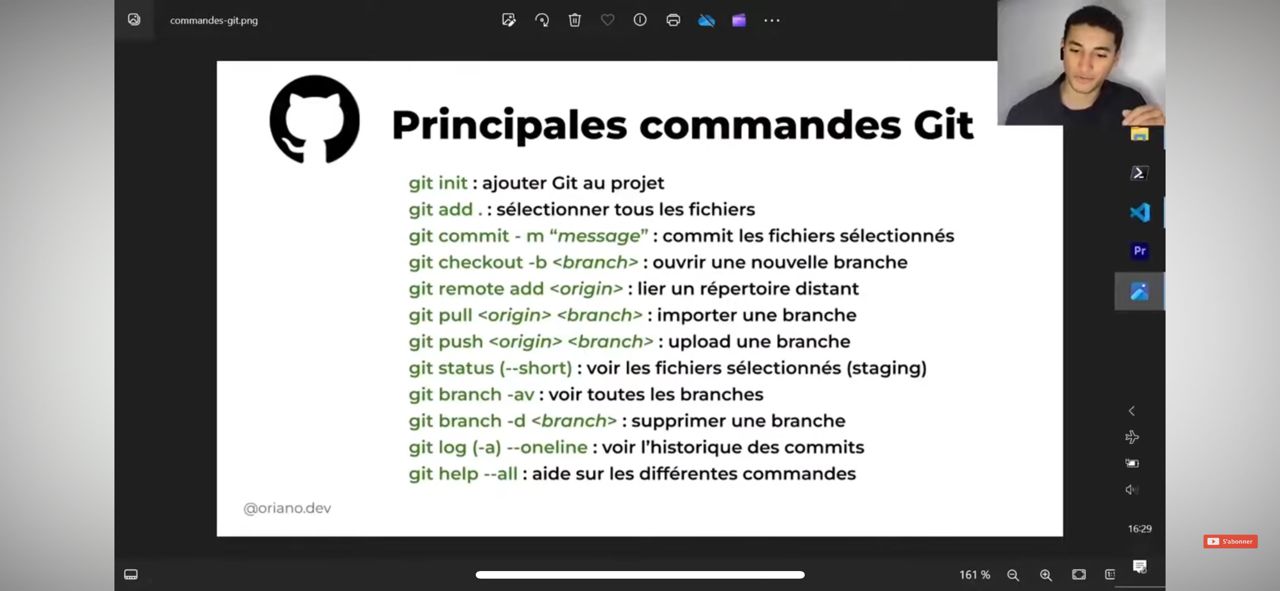 commandes-git.png
Principales commandes Git
git init : ajouter Git au projet
git add . : sélectionner tous les fichiers
git commit - m “message” : commit les fichiers sélectionnés
git checkout -b <branch> : ouvrir une nouvelle branche
git remote add <origin> : lier un répertoire distant
git pull <origin> <branch> : importer une branche
git push <origin> <branch> : upload une branche
git status (--short) : voir les fichiers sélectionnés (staging)
git branch -av : voir toutes les branches
git branch -d <branch> : supprimer une branche
git log (-a) --oneline : voir l’historique des commits
git help --all : aide sur les différentes commandes
@oriano.dev
Pr
16:29
S'abonner
161 %